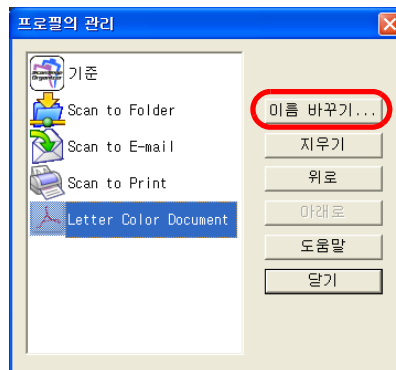 프로필의 관리
기준
Scan to Folder
Scan to E-mail
Scan to Print
Letter Color Document
이름 바꾸기...
지우기
위로
아래로
도움말
닫기